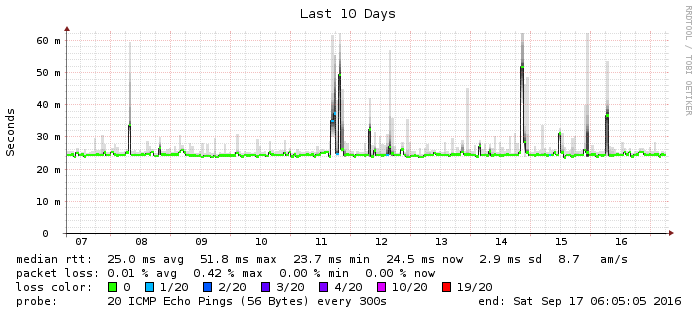 Last 10 Days
RRDTOOL / TOBI OETIKER
Seconds
60 m
50 m
40 m
30 m
20 m
10 m
0
07 08 09 10 11 12 13 14 15 16
median rtt: 25.0 ms avg 51.8 ms max 23.7 ms min 24.5 ms now 2.9 ms sd 8.7 am/s
packet loss: 0.01 % avg 0.42 % max 0.00 % min 0.00 % now
loss color: 0 1/20 2/20 3/20 4/20 10/20 19/20
probe: 20 ICMP Echo Pings (56 Bytes) every 300s end: Sat Sep 17 06:05:05 2016